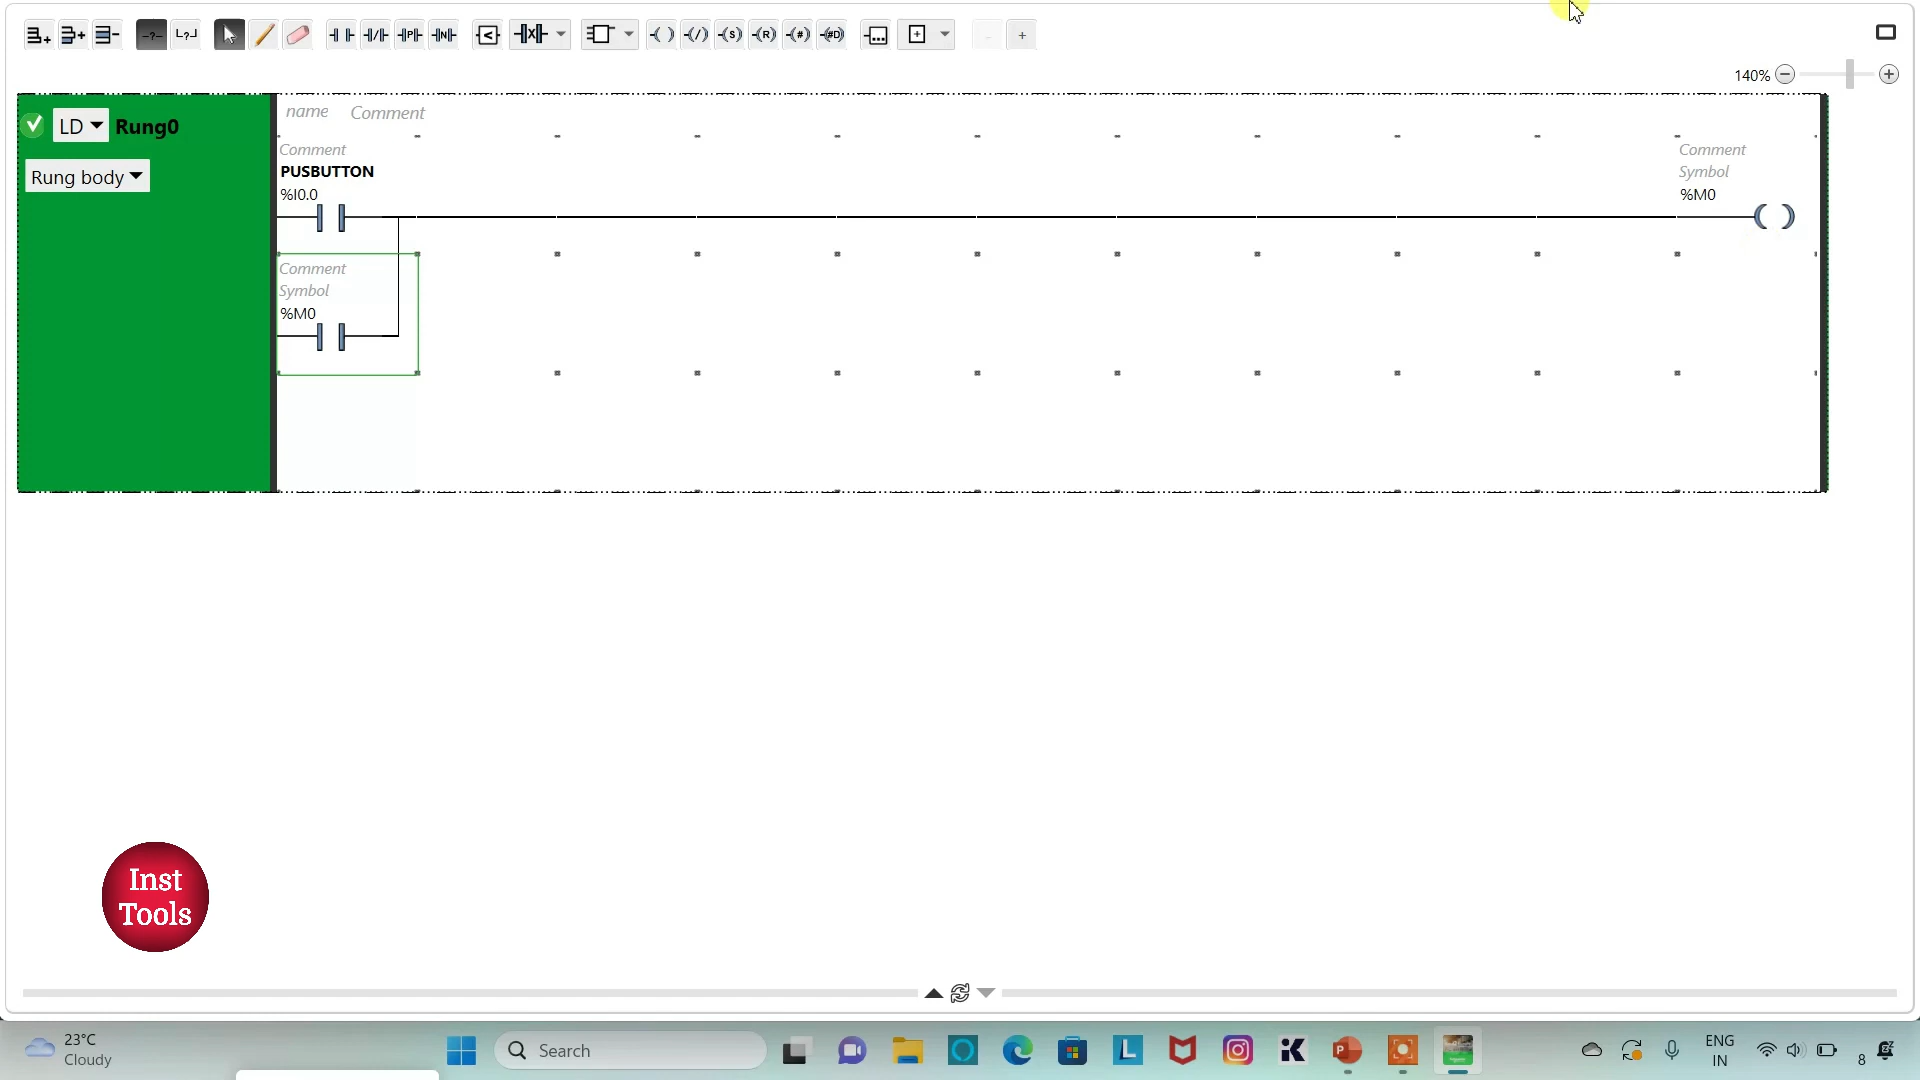 140%
LD
Rung0
name
Comment
Comment
PUSBUTTON
%I0.0
Comment
Symbol
%M0
Rung body
Comment
Symbol
%M0
Inst
Tools
23°C
Cloudy
Search
ENG
IN
8